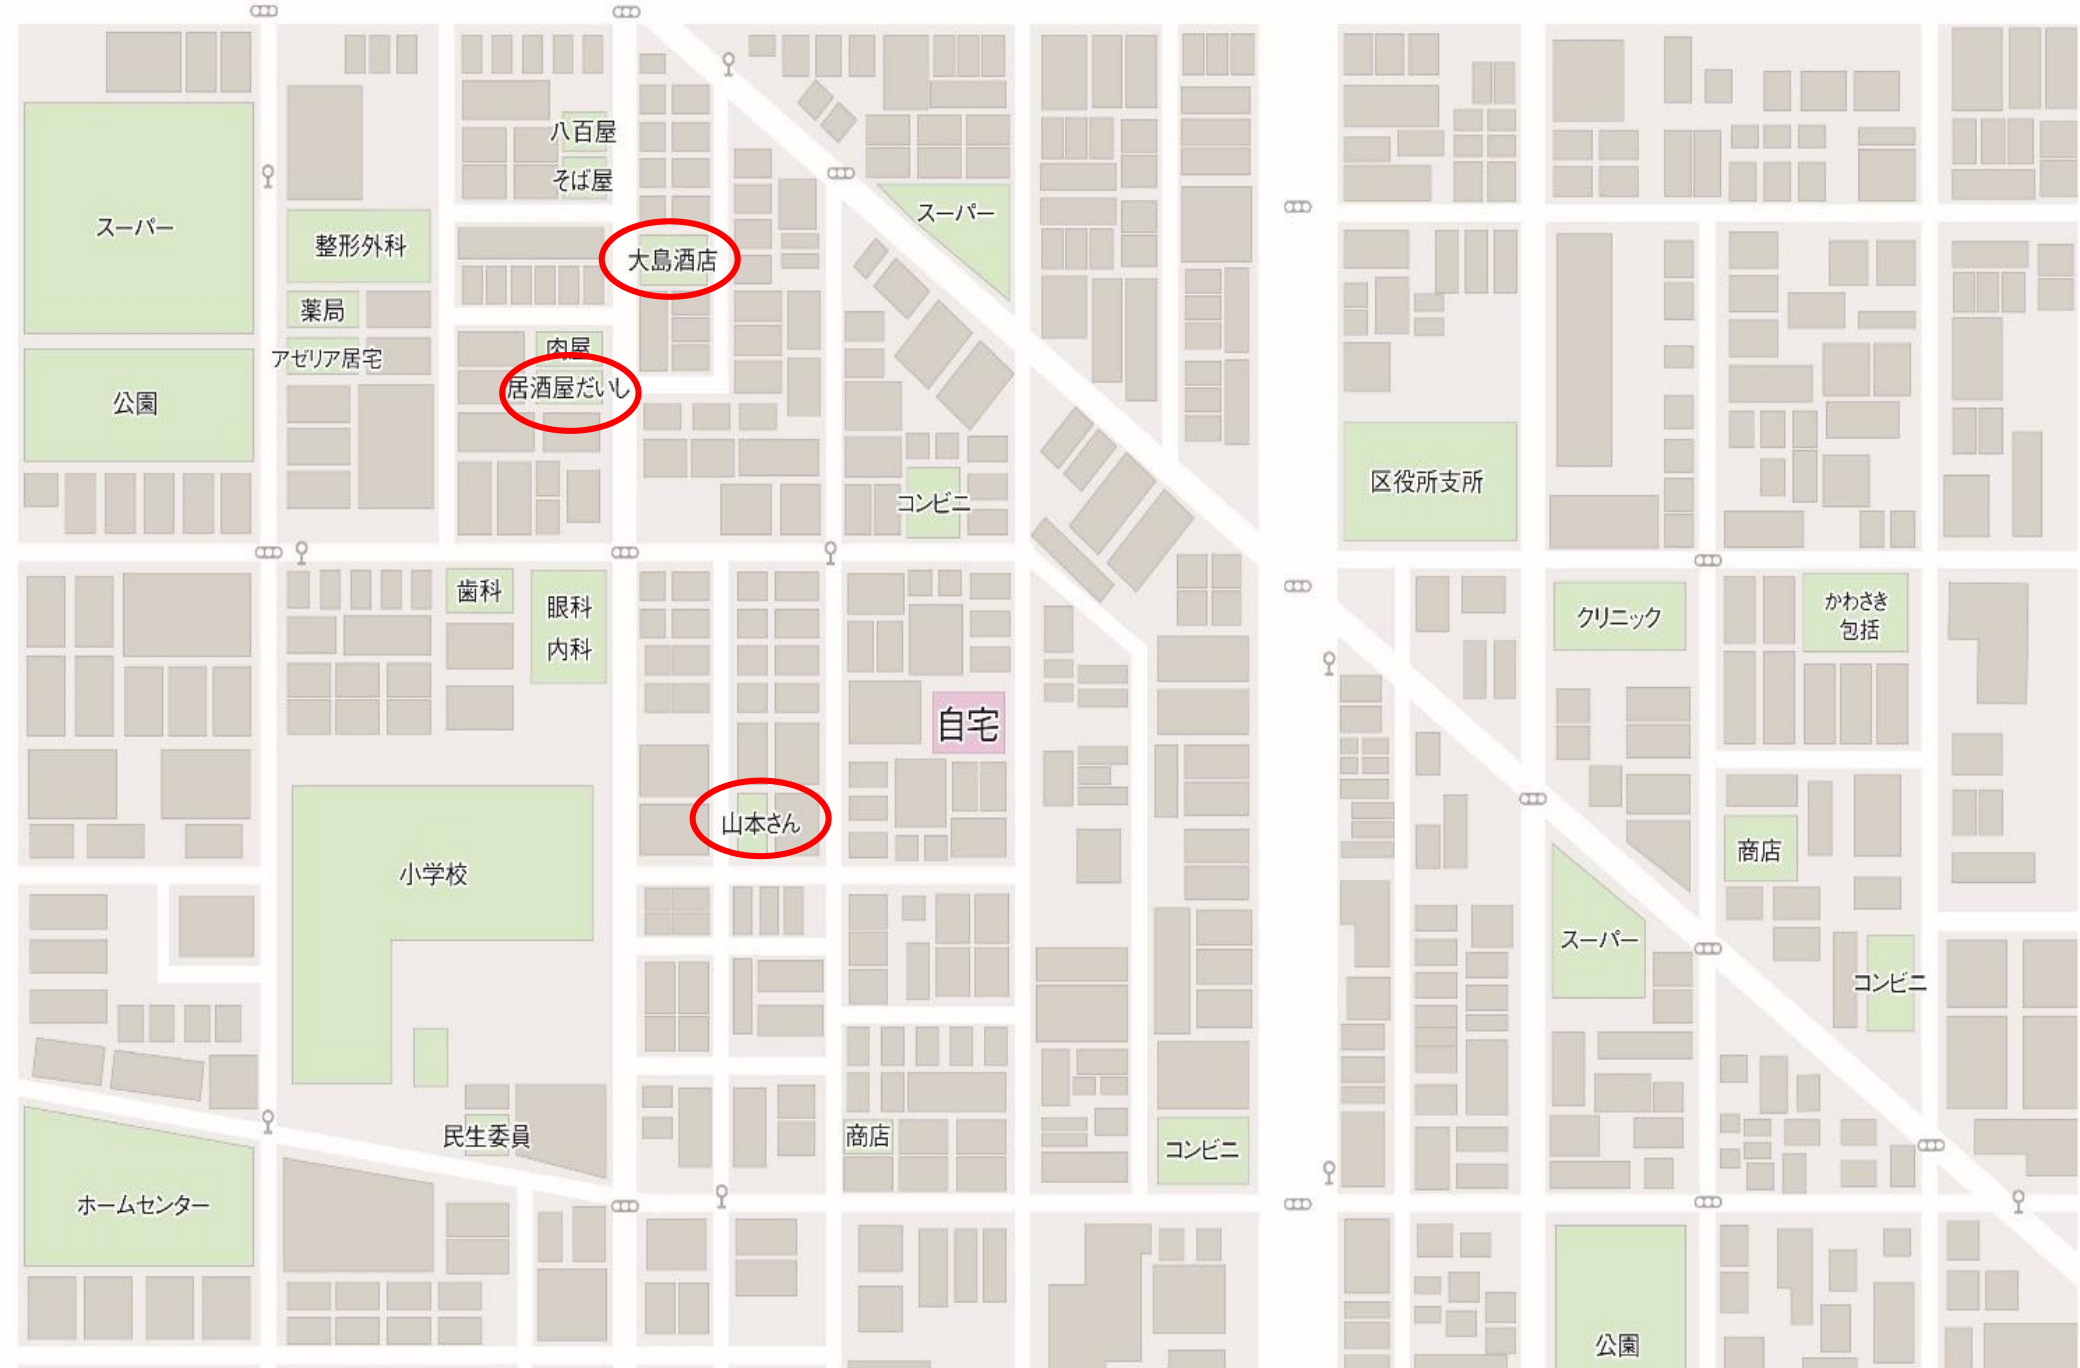 八百屋
そば屋
スーパー
スーパー
整形外科
大島酒店
薬局
アゼリア居宅
肉屋
居酒屋だいし
公園
コンビニ
区役所支所
歯科
眼科
内科
クリニック
かわさき
包括
自宅
山本さん
小学校
商店
スーパー
コンビニ
民生委員
商店
コンビニ
ホームセンター
公園